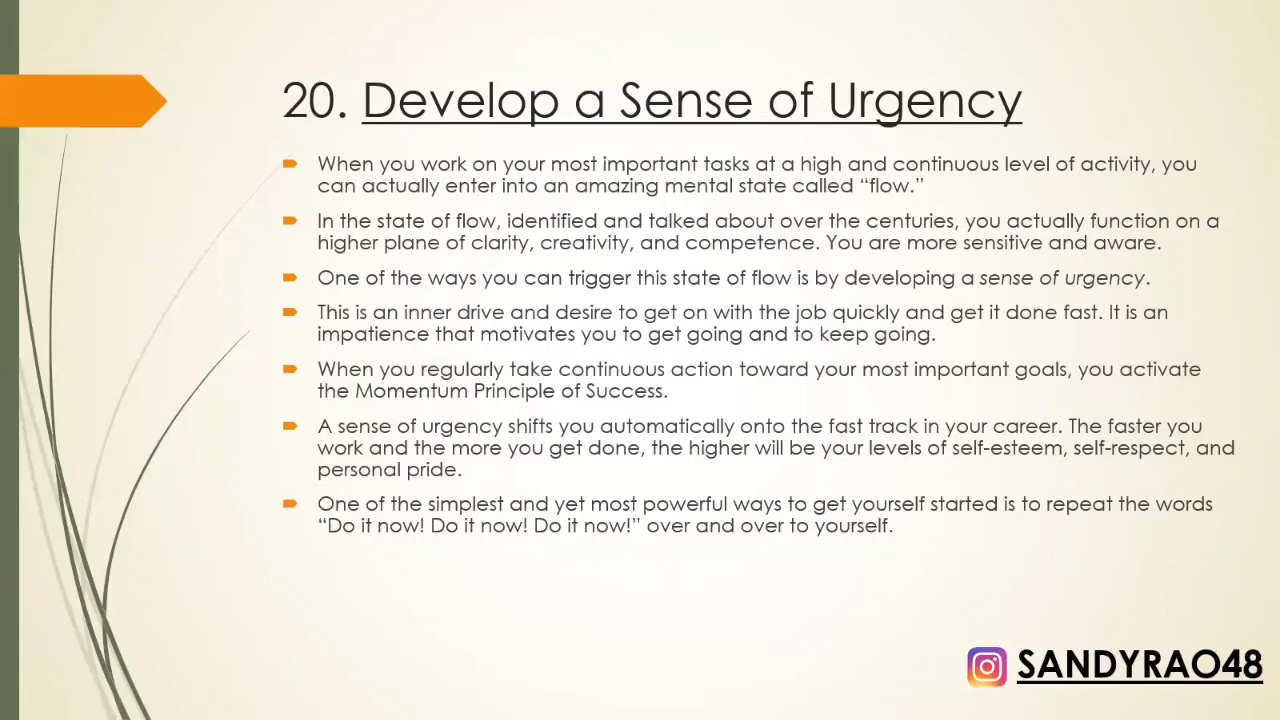 20. Develop a Sense of Urgency
When you work on your most important tasks at a high and continuous level of activity, you
can actually enter into an amazing mental state called “flow.”
In the state of flow, identified and talked about over the centuries, you actually function on a
higher plane of clarity, creativity, and competence. You are more sensitive and aware.
One of the ways you can trigger this state of flow is by developing a sense of urgency.
This is an inner drive and desire to get on with the job quickly and get it done fast. It is an
impatience that motivates you to get going and to keep going.
When you regularly take continuous action toward your most important goals, you activate
the Momentum Principle of Success.
A sense of urgency shifts you automatically onto the fast track in your career. The faster you
work and the more you get done, the higher will be your levels of self-esteem, self-respect, and
personal pride.
One of the simplest and yet most powerful ways to get yourself started is to repeat the words
“Do it now! Do it now! Do it now!” over and over to yourself.
SANDYRAO48